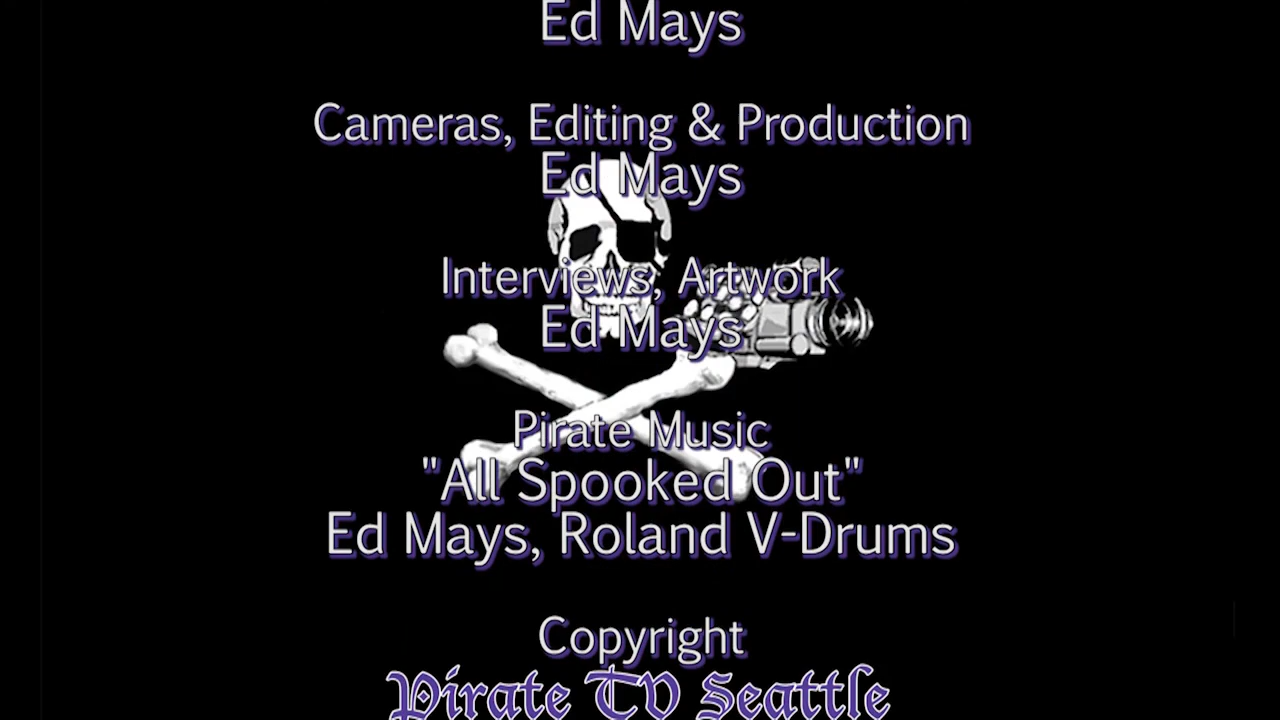 Ed Mays
Cameras, Editing & Production
Ed Mays
Interviews, Artwork
Ed Mays
Pirate Music
"All Spooked Out"
Ed Mays, Roland V-Drums
Copyright
Pirate TV Seattle